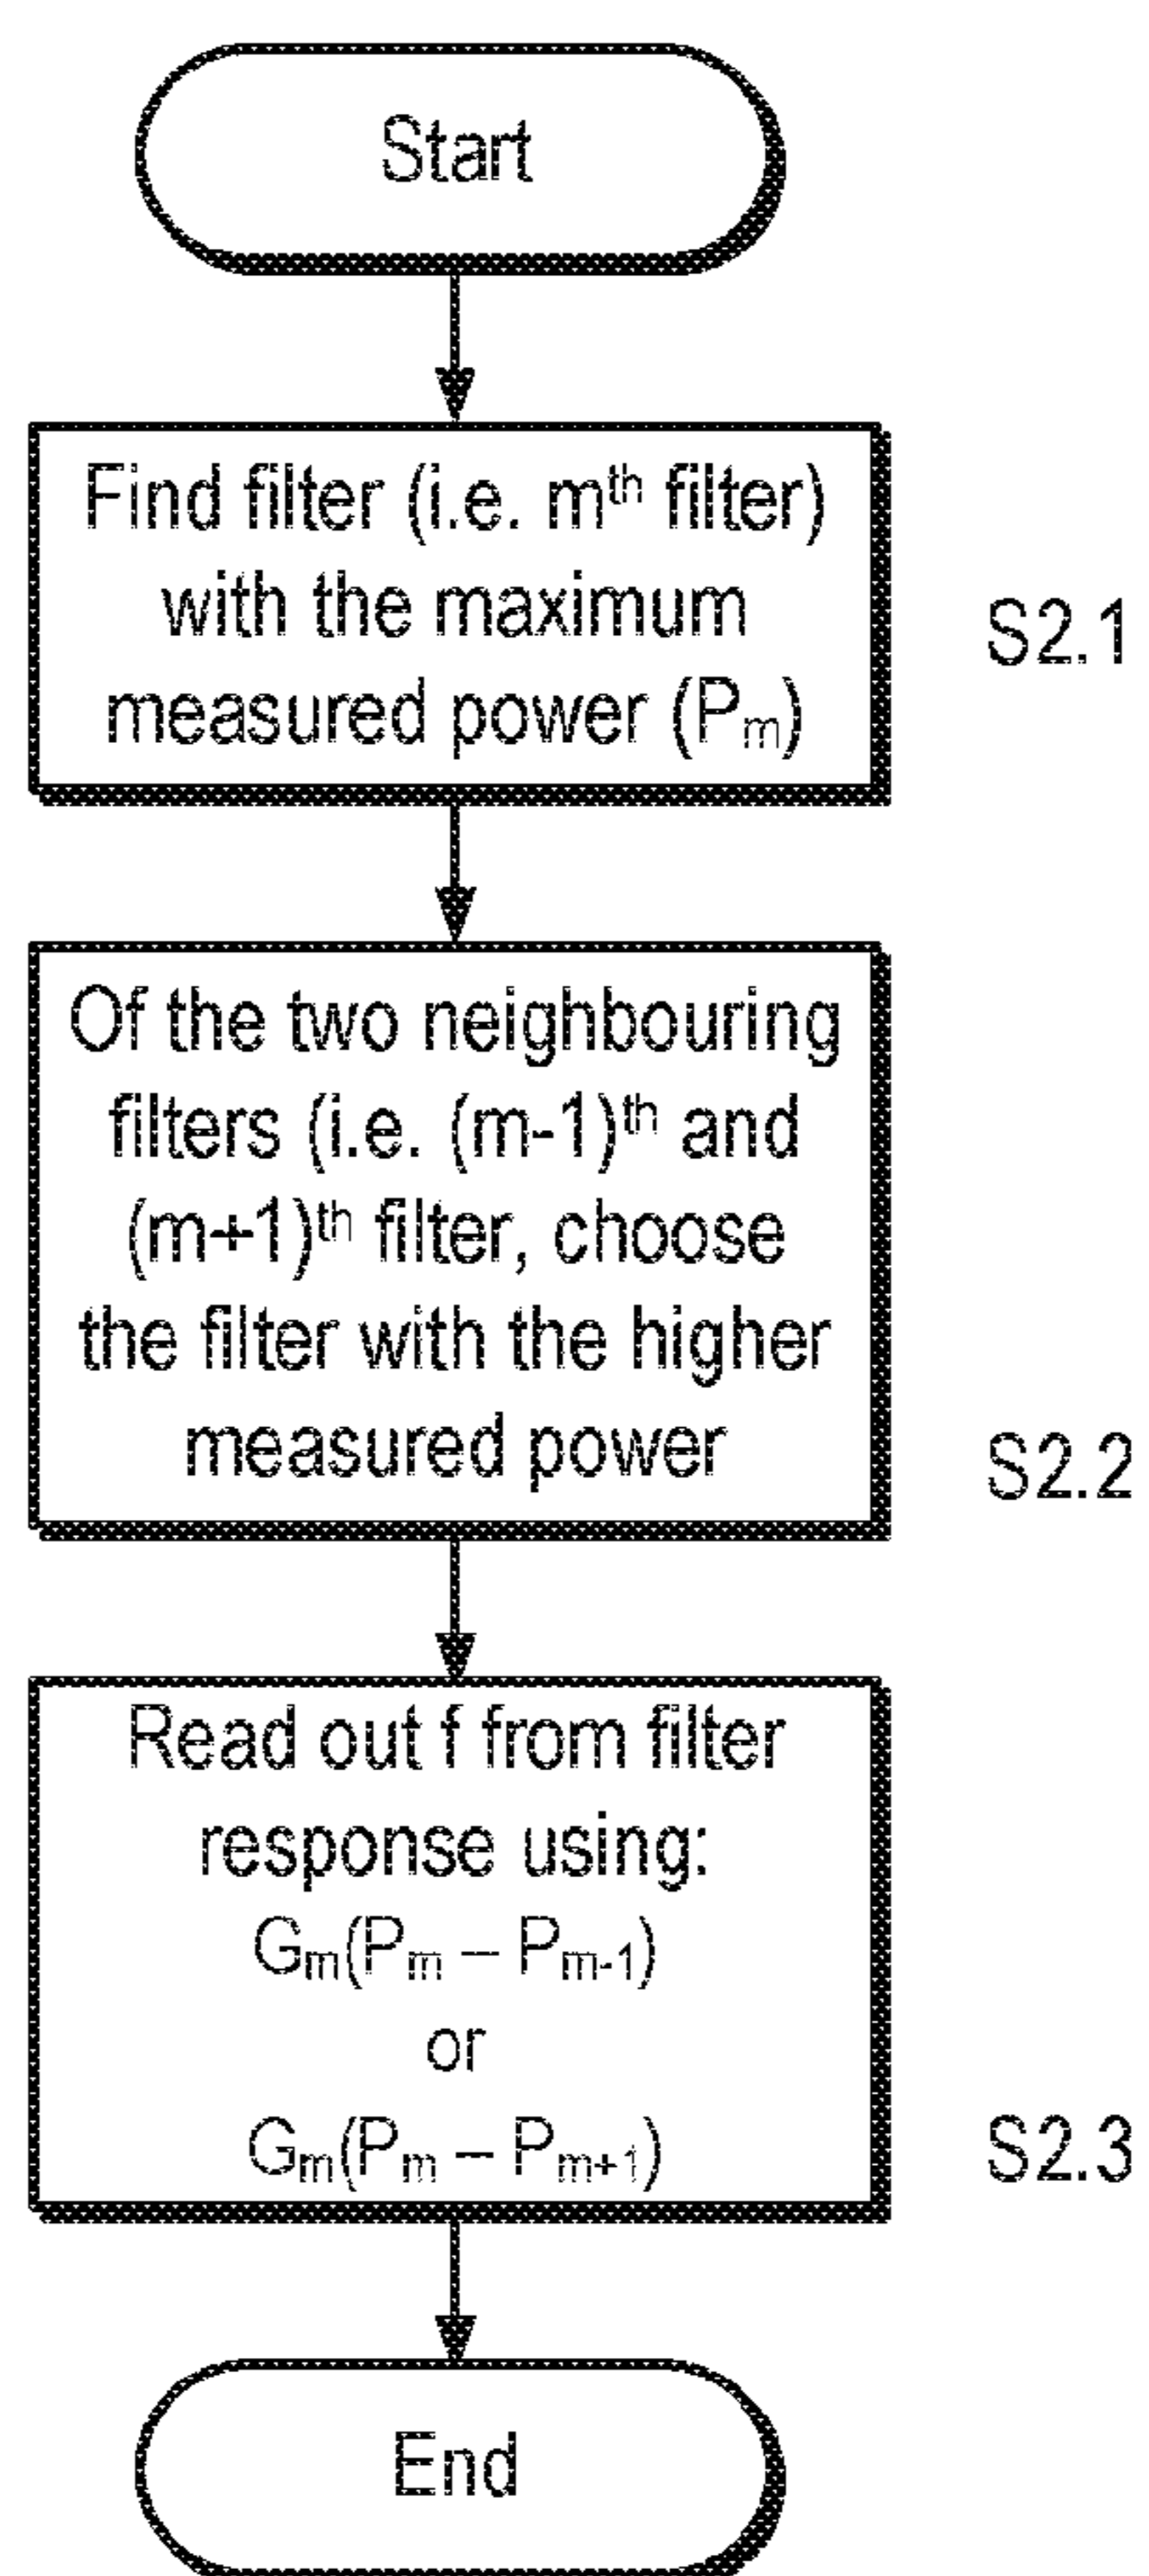 Start
Find filter (i.e. mᵗʰ filter)
with the maximum
measured power (Pₘ)
S2.1
Of the two neighbouring
filters (i.e. (m-1)ᵗʰ and
(m+1)ᵗʰ filter, choose
the filter with the higher
measured power
S2.2
Read out f from filter
response using:
Gₘ(Pₘ – Pₘ₋₁)
or
Gₘ(Pₘ – Pₘ₊₁)
S2.3
End